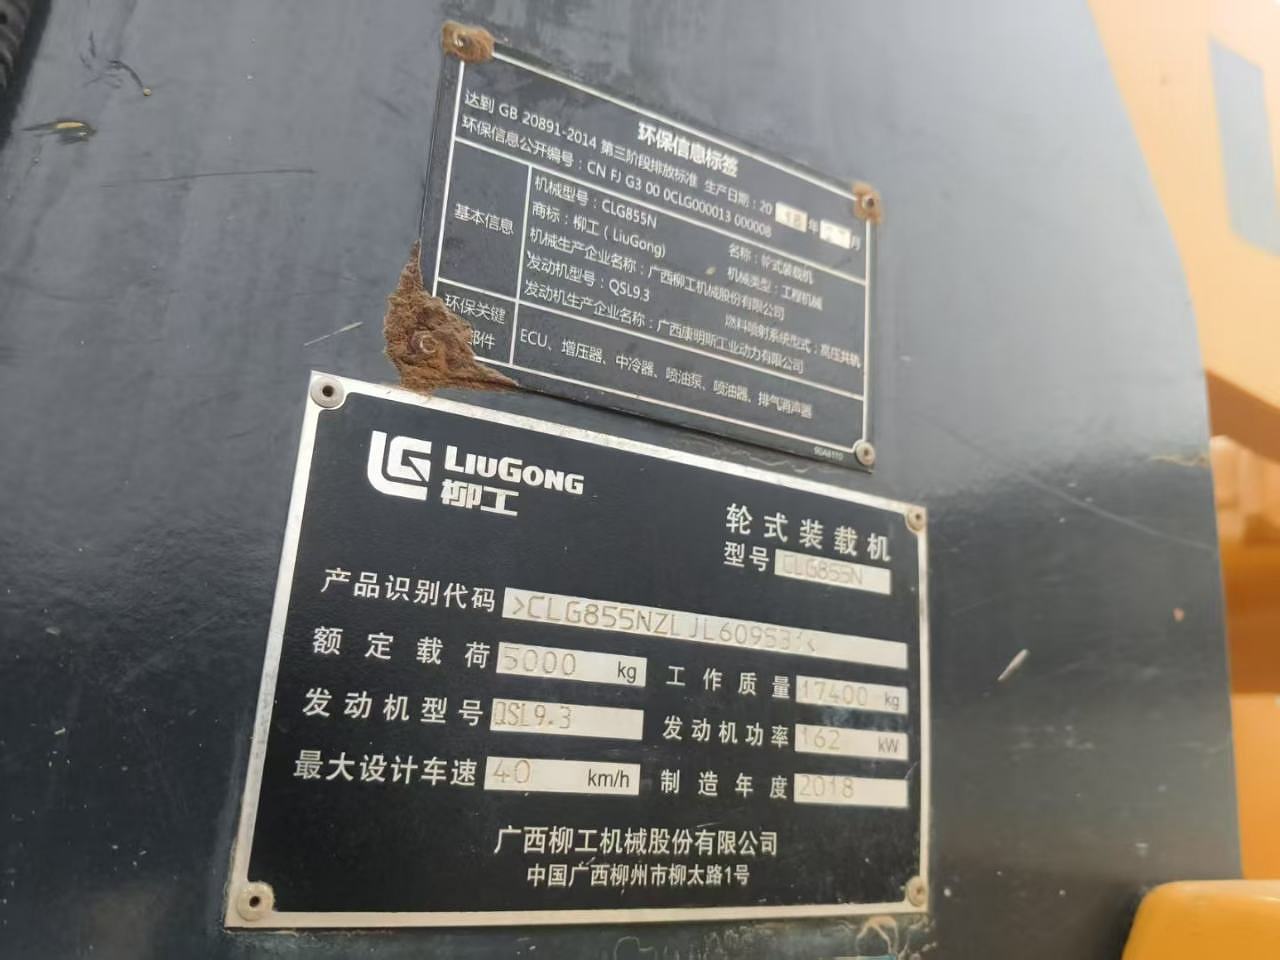 环保信息标签
达到 GB 20891-2014 第三阶段排放标准 生产日期：20 18 年 月
环保信息公开编号：CN FJ G3 00 0CLG000013 000008
基本信息
机械型号：CLG855N 名称：轮式装载机
商标：柳工（LiuGong） 机械类型：工程机械
机械生产企业名称：广西柳工机械股份有限公司
发动机型号：QSL9.3 燃料喷射系统型式：高压共轨
发动机生产企业名称：广西康明斯工业动力有限公司
环保关键
部件
ECU、增压器、中冷器、喷油泵、喷油器、排气消声器
LG LIUGONG
柳工
轮式装载机
型号 CLG855N
产品识别代码 >CLG855NZLJL609531<
额定载荷 5000 kg 工作质量 17400 kg
发动机型号 QSL9.3 发动机功率 162 kW
最大设计车速 40 km/h 制造年度 2018
广西柳工机械股份有限公司
中国广西柳州市柳太路1号